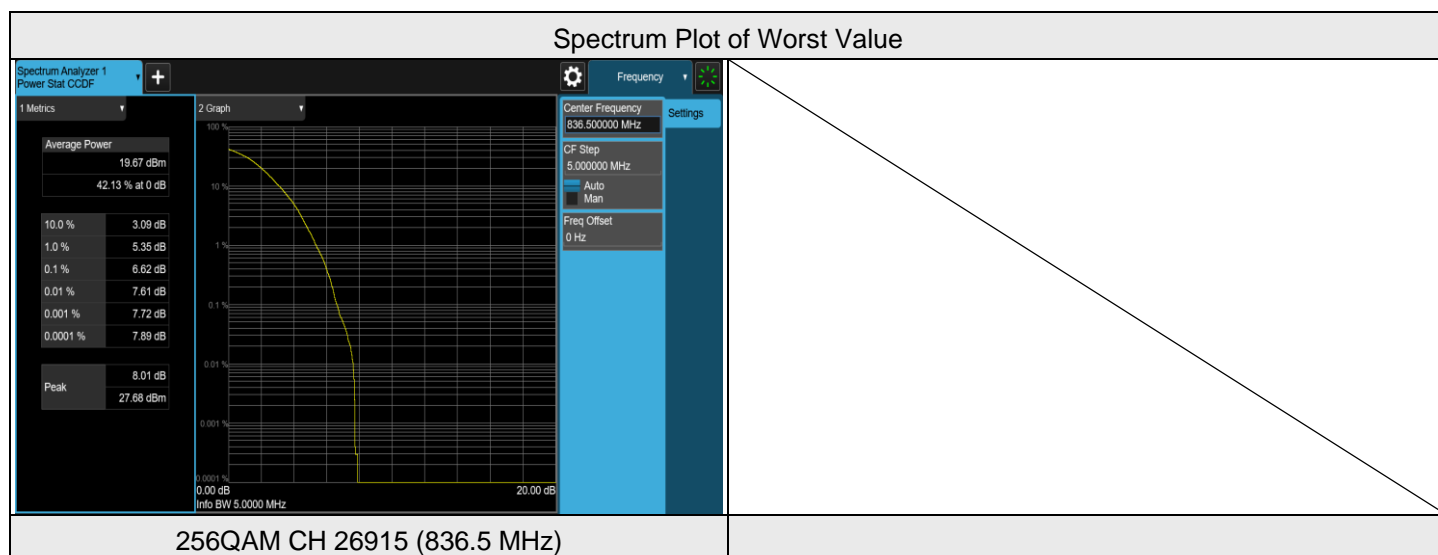 Spectrum Plot of Worst Value
Spectrum Analyzer 1
Power Stat CCDF
Frequency
1 Metrics
Average Power
19.67 dBm
42.13 % at 0 dB
10.0 % 3.09 dB
1.0 % 5.35 dB
0.1 % 6.62 dB
0.01 % 7.61 dB
0.001 % 7.72 dB
0.0001 % 7.89 dB
Peak
8.01 dB
27.68 dBm
2 Graph
100 %
10 %
1 %
0.1 %
0.01 %
0.001 %
0.0001 %
0.00 dB 20.00 dB
Info BW 5.0000 MHz
Center Frequency
836.500000 MHz
CF Step
5.000000 MHz
Auto
Man
Freq Offset
0 Hz
Settings
256QAM CH 26915 (836.5 MHz)